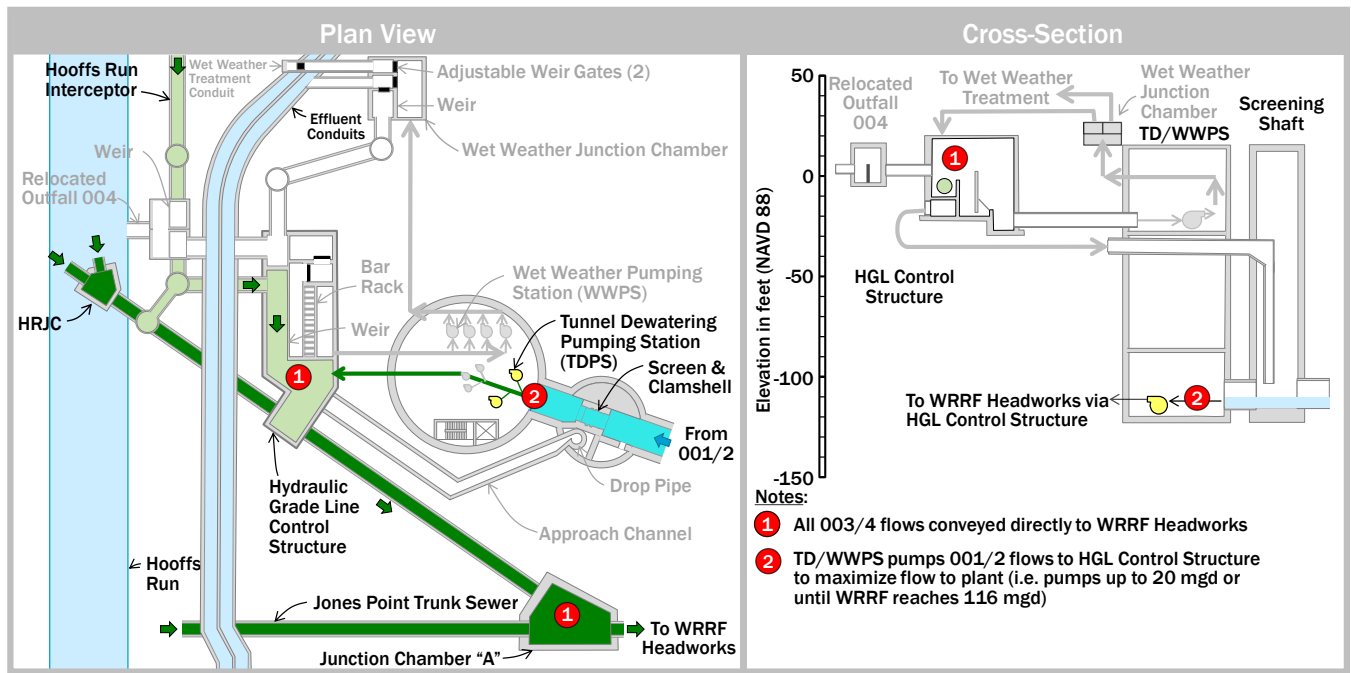 Plan View
Hooffs Run
Interceptor
Wet Weather
Treatment
Conduit
Adjustable Weir Gates (2)
Weir
Effluent
Conduits
Wet Weather Junction Chamber
Weir
Relocated
Outfall 004
HRJC
Bar
Rack
Weir
Wet Weather Pumping
Station (WWPS)
Tunnel Dewatering
Pumping Station
(TDPS)
Screen &
Clamshell
1
2
From
001/2
Drop Pipe
Approach Channel
Hydraulic
Grade Line
Control
Structure
Hooffs
Run
Jones Point Trunk Sewer
1
To WRRF
Headworks
Junction Chamber “A”
Cross-Section
Elevation in feet (NAVD 88)
50
0
-50
-100
-150
Relocated
Outfall
004
To Wet Weather
Treatment
Wet Weather
Junction
Chamber
TD/WWPS
Screening
Shaft
1
HGL Control
Structure
To WRRF Headworks via
HGL Control Structure
2
Notes:
1 All 003/4 flows conveyed directly to WRRF Headworks
2 TD/WWPS pumps 001/2 flows to HGL Control Structure
to maximize flow to plant (i.e. pumps up to 20 mgd or
until WRRF reaches 116 mgd)